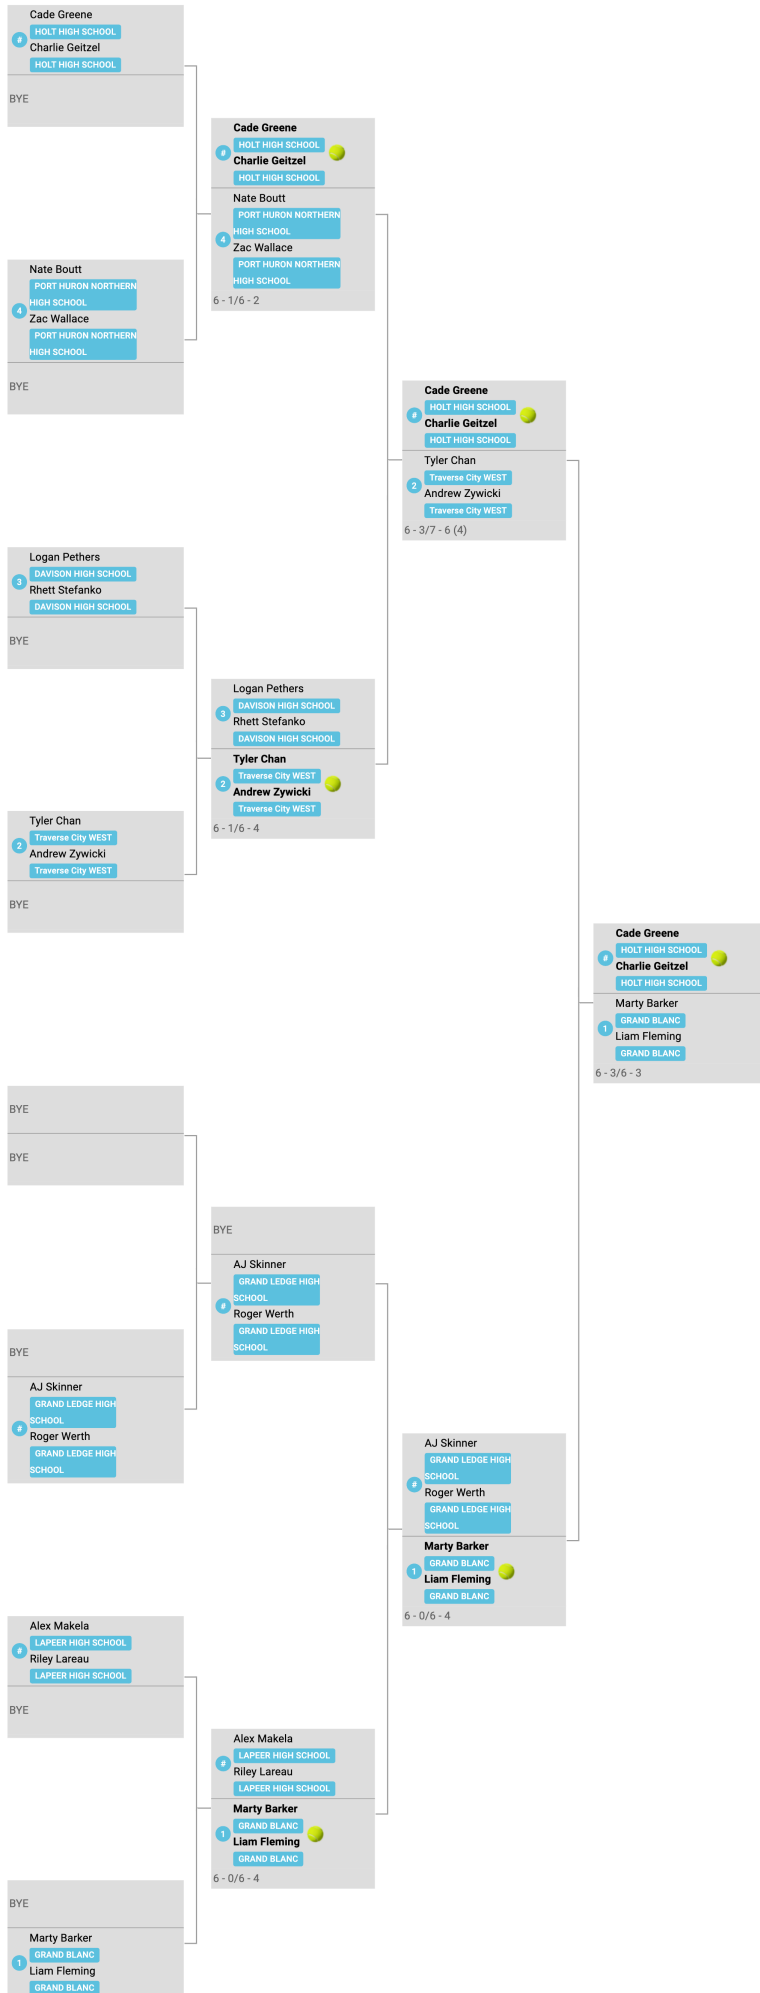 Cade Greene
# HOLT HIGH SCHOOL
Charlie Geitzel
HOLT HIGH SCHOOL
BYE
Cade Greene
# HOLT HIGH SCHOOL
Charlie Geitzel
HOLT HIGH SCHOOL
Nate Boutt
PORT HURON NORTHERN
HIGH SCHOOL
4
Zac Wallace
PORT HURON NORTHERN
HIGH SCHOOL
6 - 1/6 - 2
Nate Boutt
PORT HURON NORTHERN
HIGH SCHOOL
4
Zac Wallace
PORT HURON NORTHERN
HIGH SCHOOL
BYE
Cade Greene
# HOLT HIGH SCHOOL
Charlie Geitzel
HOLT HIGH SCHOOL
Tyler Chan
2 Traverse City WEST
Andrew Zywicki
Traverse City WEST
6 - 3/7 - 6 (4)
Logan Pethers
3 DAVISON HIGH SCHOOL
Rhett Stefanko
DAVISON HIGH SCHOOL
BYE
Logan Pethers
3 DAVISON HIGH SCHOOL
Rhett Stefanko
DAVISON HIGH SCHOOL
Tyler Chan
2 Traverse City WEST
Andrew Zywicki
Traverse City WEST
6 - 1/6 - 4
Tyler Chan
2 Traverse City WEST
Andrew Zywicki
Traverse City WEST
BYE
Cade Greene
# HOLT HIGH SCHOOL
Charlie Geitzel
HOLT HIGH SCHOOL
Marty Barker
1 GRAND BLANC
Liam Fleming
GRAND BLANC
6 - 3/6 - 3
BYE
BYE
BYE
AJ Skinner
GRAND LEDGE HIGH
SCHOOL
#
Roger Werth
GRAND LEDGE HIGH
SCHOOL
BYE
AJ Skinner
GRAND LEDGE HIGH
SCHOOL
#
Roger Werth
GRAND LEDGE HIGH
SCHOOL
AJ Skinner
GRAND LEDGE HIGH
SCHOOL
#
Roger Werth
GRAND LEDGE HIGH
SCHOOL
Marty Barker
1 GRAND BLANC
Liam Fleming
GRAND BLANC
6 - 0/6 - 4
Alex Makela
# LAPEER HIGH SCHOOL
Riley Lareau
LAPEER HIGH SCHOOL
BYE
Alex Makela
# LAPEER HIGH SCHOOL
Riley Lareau
LAPEER HIGH SCHOOL
Marty Barker
1 GRAND BLANC
Liam Fleming
GRAND BLANC
6 - 0/6 - 4
BYE
Marty Barker
1 GRAND BLANC
Liam Fleming
GRAND BLANC